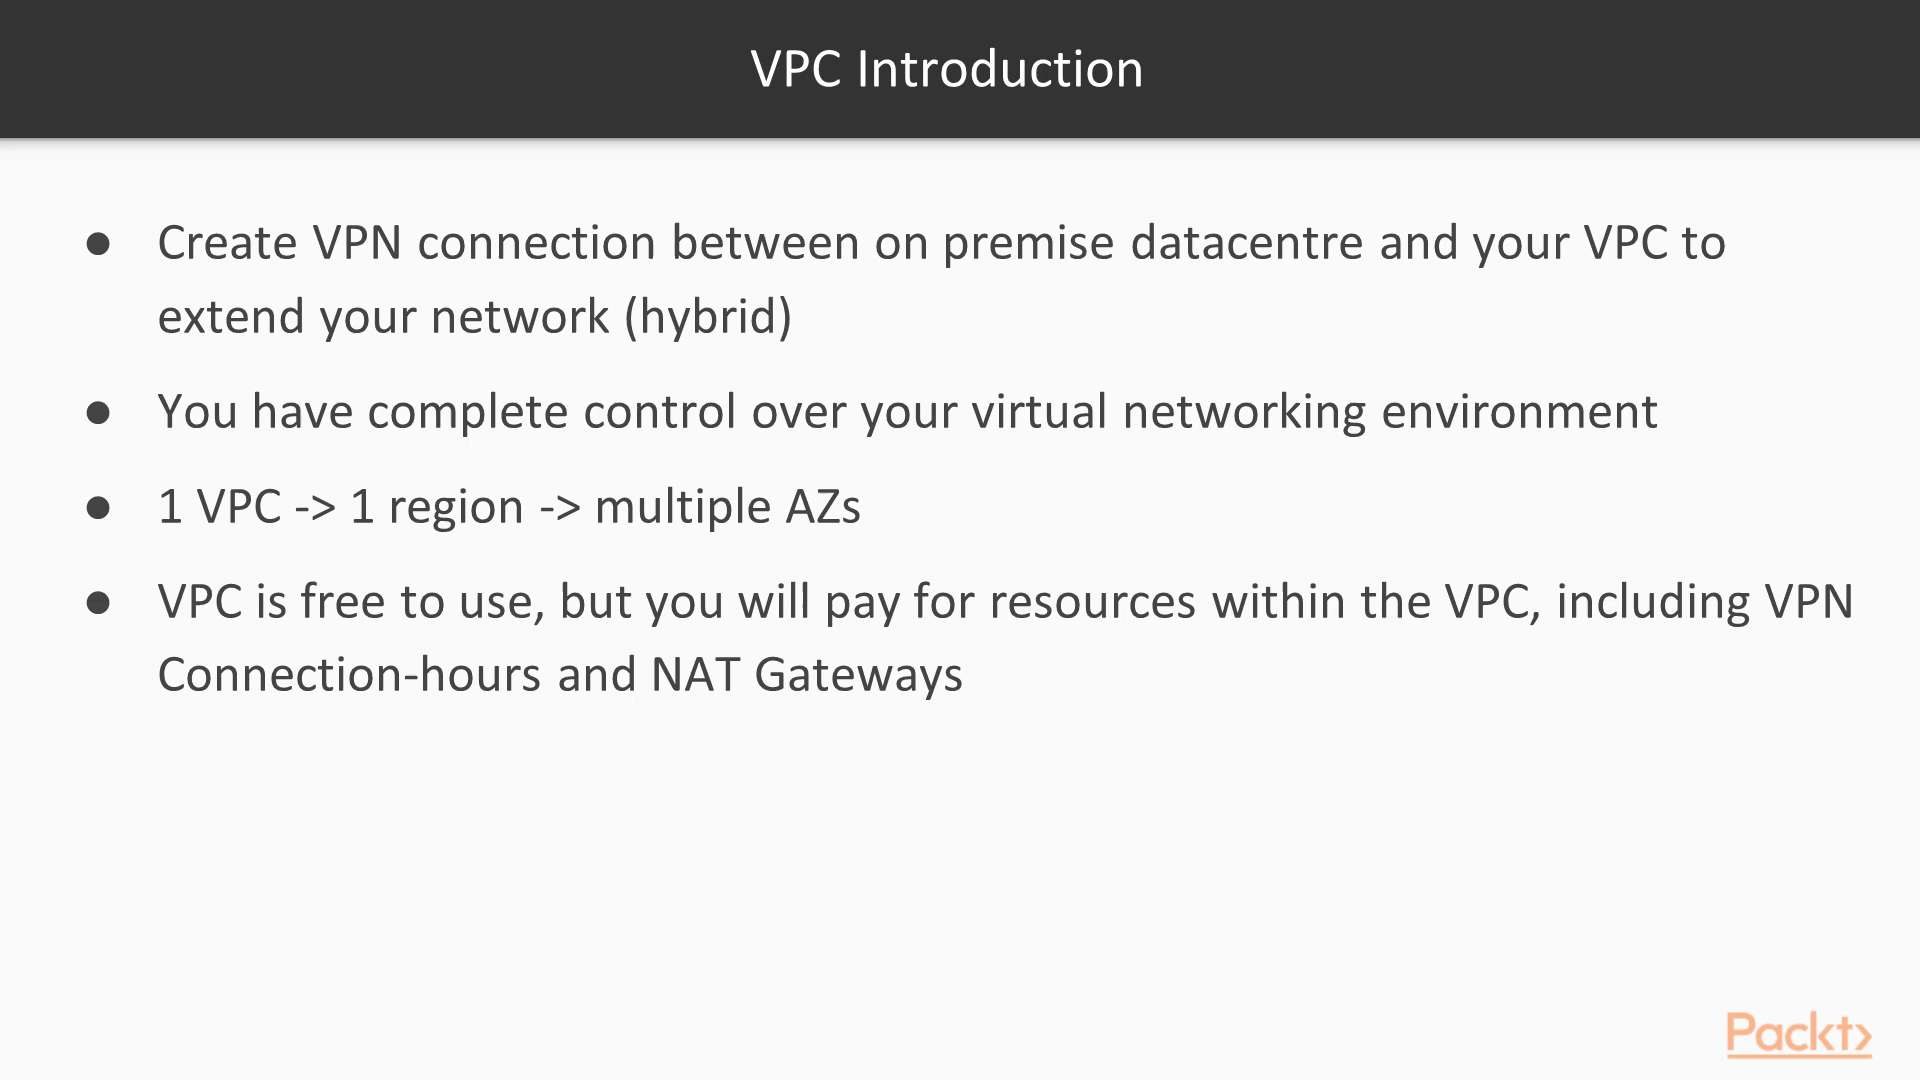 VPC Introduction
● Create VPN connection between on premise datacentre and your VPC to
extend your network (hybrid)
● You have complete control over your virtual networking environment
● 1 VPC -> 1 region -> multiple AZs
● VPC is free to use, but you will pay for resources within the VPC, including VPN
Connection-hours and NAT Gateways
Packt>